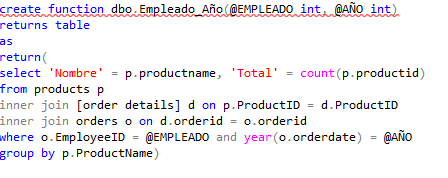 create function dbo.Empleado_Año(@EMPLEADO int, @AÑO int)
returns table
as
return(
select 'Nombre' = p.productname, 'Total' = count(p.productid)
from products p
inner join [order details] d on p.ProductID = d.ProductID
inner join orders o on d.orderid = o.orderid
where o.EmployeeID = @EMPLEADO and year(o.orderdate) = @AÑO
group by p.ProductName)